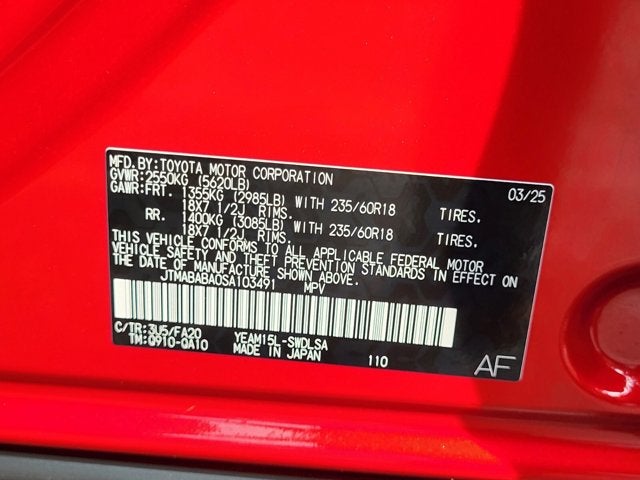 MFD. BY: TOYOTA MOTOR CORPORATION 03/25
GVWR: 2550KG (5620LB)
GAWR: FRT. 1355KG (2985LB) WITH 235/60R18 TIRES.
18X7 1/2J RIMS.
RR. 1400KG (3085LB) WITH 235/60R18 TIRES.
18X7 1/2J RIMS.
THIS VEHICLE CONFORMS TO ALL APPLICABLE FEDERAL MOTOR
VEHICLE SAFETY AND THEFT PREVENTION STANDARDS IN EFFECT ON
THE DATE OF MANUFACTURE SHOWN ABOVE.
JTMABABA0SA103491 MPV
C/TR: 3U5/FA20 YEAM15L-SWDLSA
TM: 0910-0A10 MADE IN JAPAN 110 AF